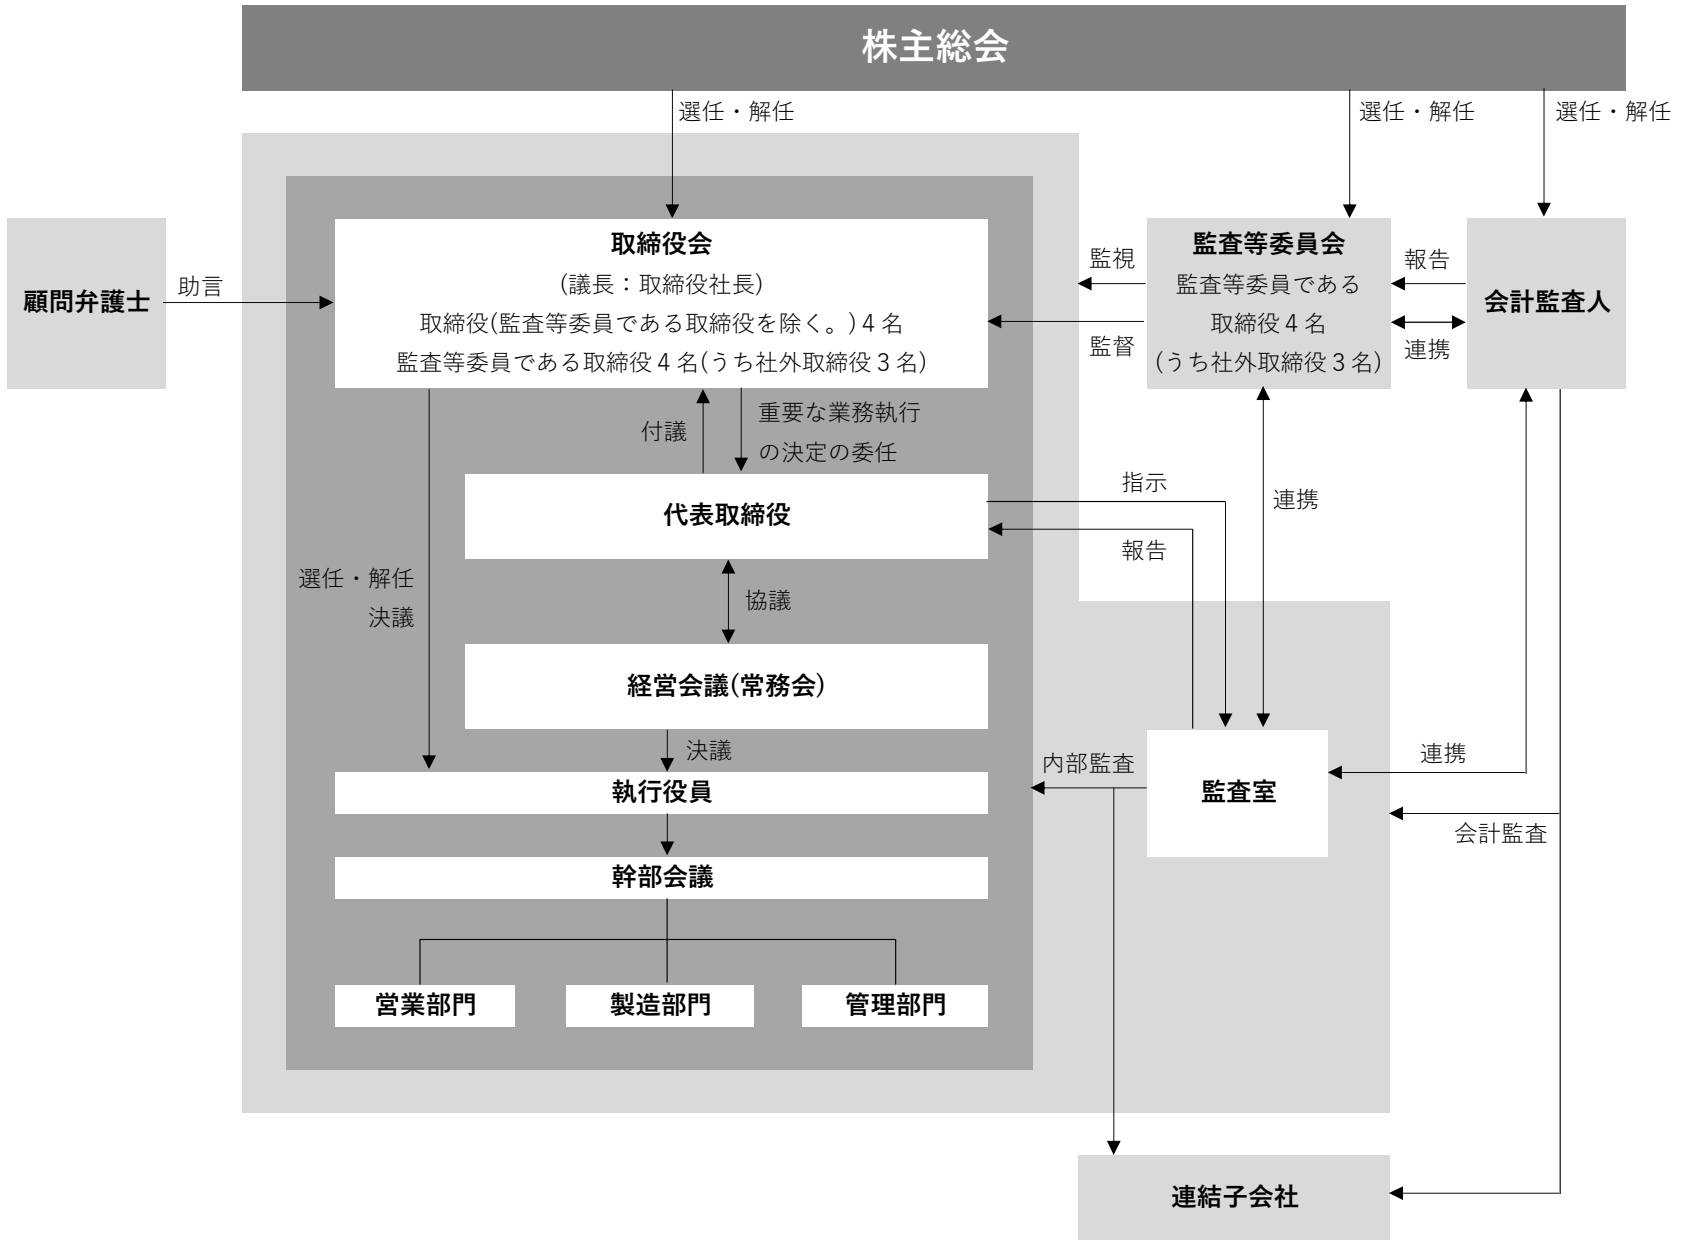 株主総会
選任・解任
選任・解任
選任・解任
顧問弁護士
助言
取締役会
(議長：取締役社長)
取締役(監査等委員である取締役を除く。)４名
監査等委員である取締役４名(うち社外取締役３名)
監視
監督
監査等委員会
監査等委員である
取締役４名
(うち社外取締役３名)
報告
連携
会計監査人
付議
重要な業務執行
の決定の委任
代表取締役
指示
報告
連携
選任・解任
決議
協議
経営会議(常務会)
決議
執行役員
内部監査
監査室
連携
会計監査
幹部会議
営業部門
製造部門
管理部門
連結子会社